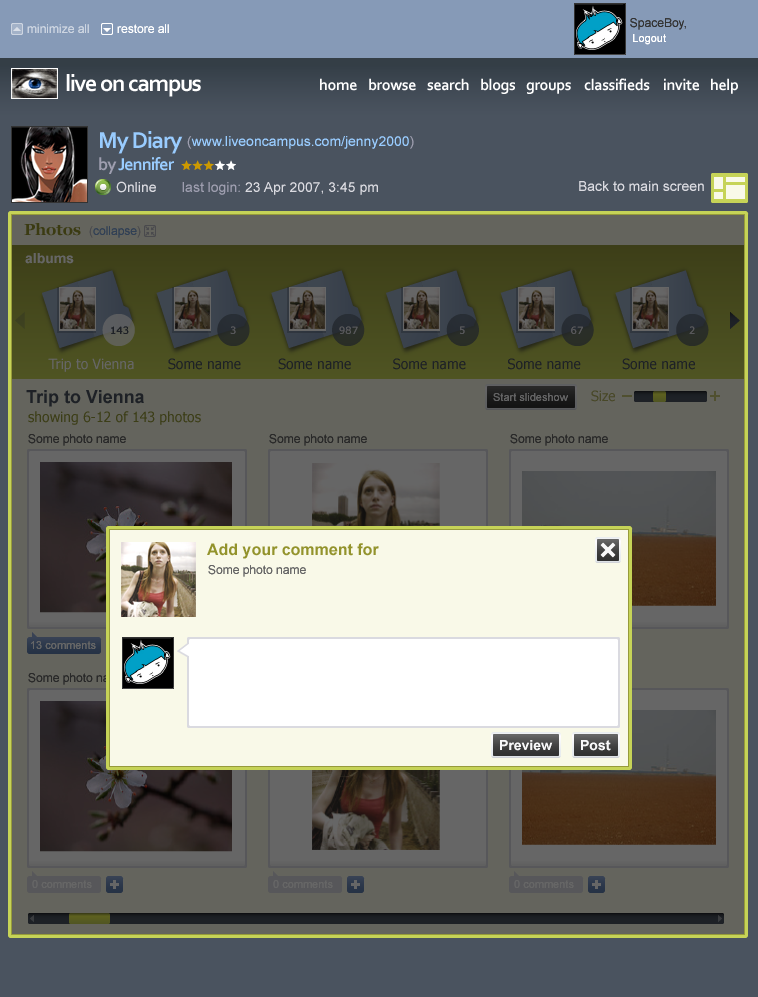 minimize all restore all
SpaceBoy,
Logout
live on campus
home browse search blogs groups classifieds invite help
My Diary (www.liveoncampus.com/jenny2000)
by Jennifer
Online last login: 23 Apr 2007, 3:45 pm
Back to main screen
Photos (collapse)
albums
143 3 987 5 67 2
Trip to Vienna Some name Some name Some name Some name Some name
Trip to Vienna
Start slideshow Size
showing 6-12 of 143 photos
Some photo name Some photo name Some photo name
Add your comment for
Some photo name
13 comments
Some photo na
Preview Post
0 comments 0 comments 0 comments